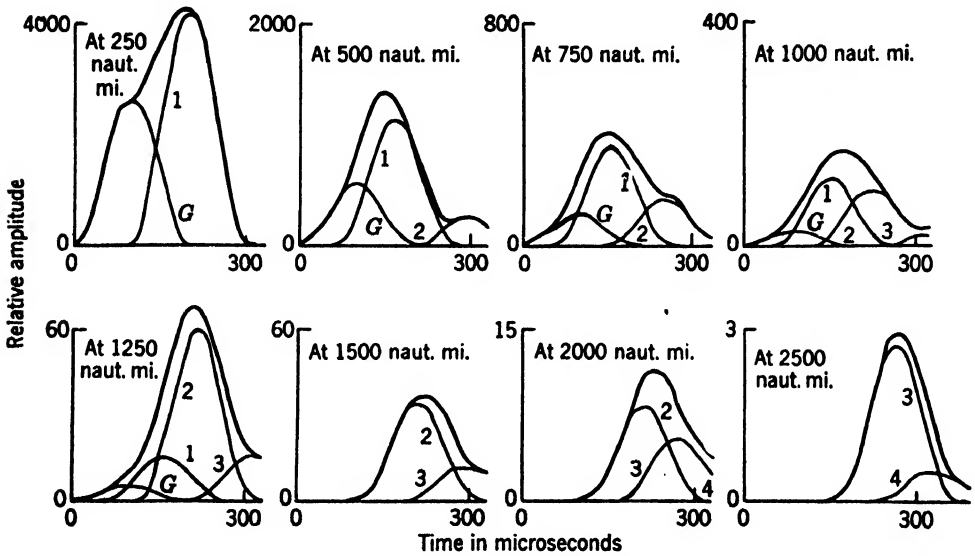 Relative amplitude
4000
At 250
naut.
mi.
1
G
0
0 300
2000
At 500 naut. mi.
1
G 2
0
0 300
800
At 750 naut. mi.
1
G
2
0
0 300
400
At 1000 naut. mi.
1
G
2 3
0
0 300
60
At 1250
naut. mi.
2
1
3
G
0
0 300
60
At 1500 naut. mi.
2
3
0
0 300
15
At 2000 naut. mi.
2
3
4
0
0 300
3
At 2500
naut. mi.
3
4
0
0 300
Time in microseconds